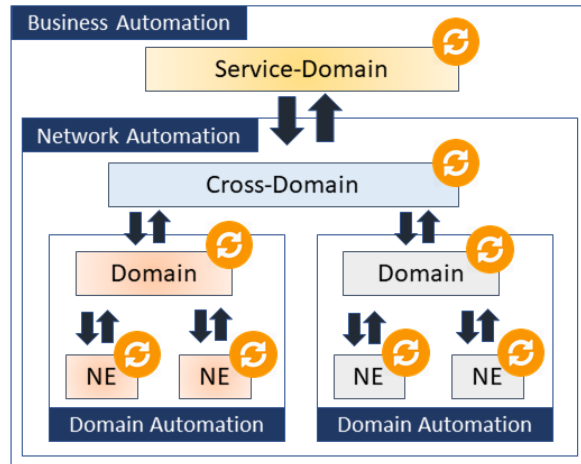 Business Automation
Service-Domain
Network Automation
Cross-Domain
Domain
Domain
NE
NE
NE
NE
Domain Automation
Domain Automation